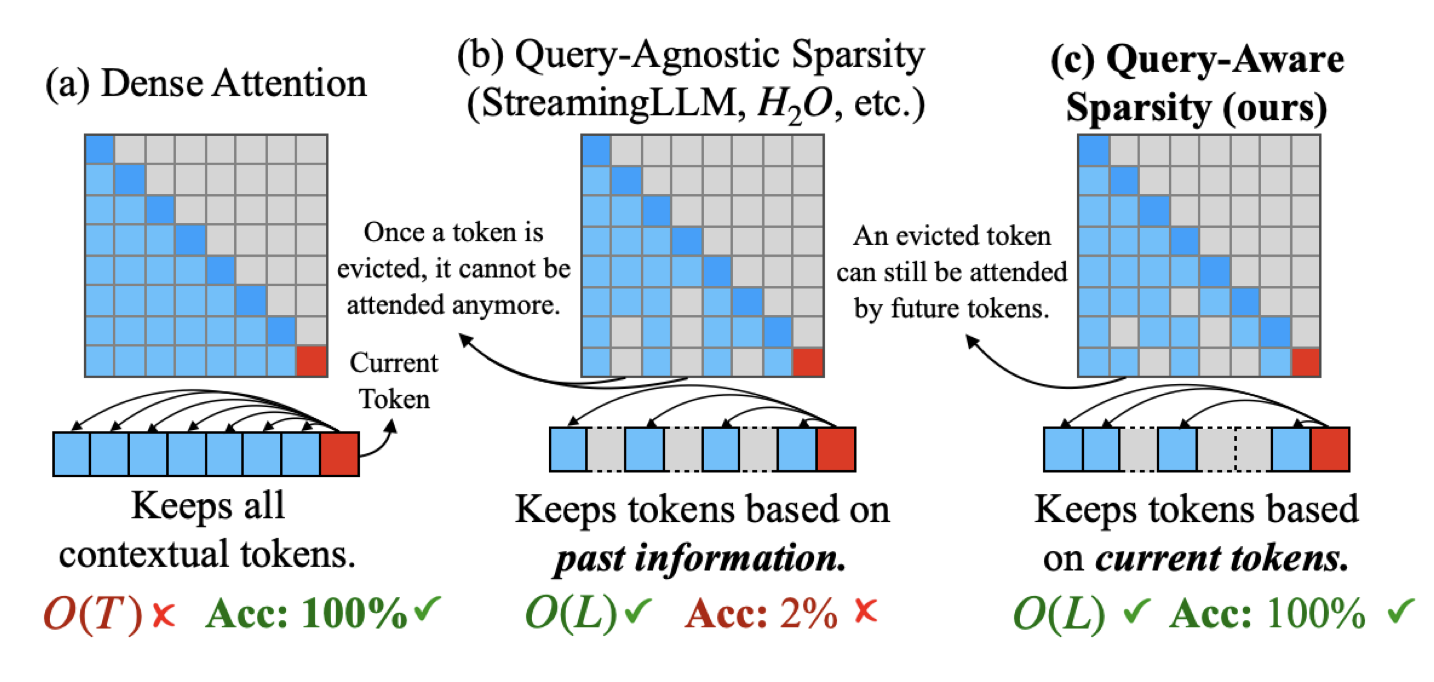 (a) Dense Attention
Once a token is
evicted, it cannot be
attended anymore.
Current
Token
Keeps all
contextual tokens.
O(T) ✗ Acc: 100% ✓
(b) Query-Agnostic Sparsity
(StreamingLLM, H₂O, etc.)
An evicted token
can still be attended
by future tokens.
Keeps tokens based on
past information.
O(L) ✓ Acc: 2% ✗
(c) Query-Aware
Sparsity (ours)
Keeps tokens based
on current tokens.
O(L) ✓ Acc: 100% ✓